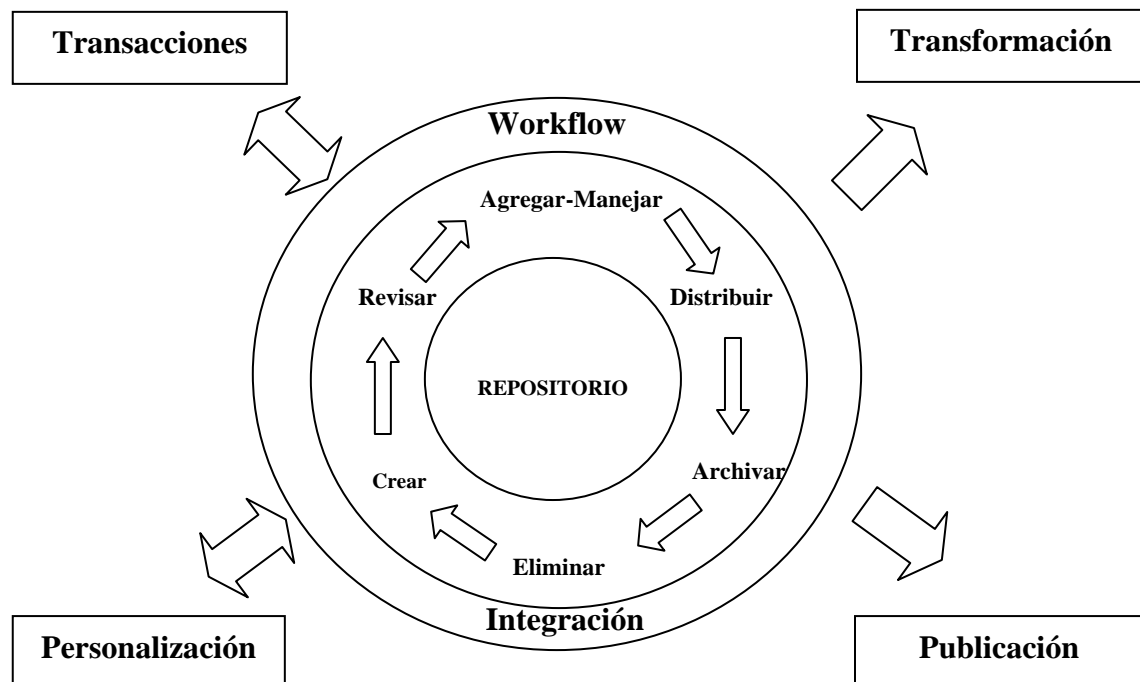 Transacciones
Transformación
Workflow
Agregar-Manejar
Revisar
Distribuir
REPOSITORIO
Crear
Archivar
Eliminar
Integración
Personalización
Publicación